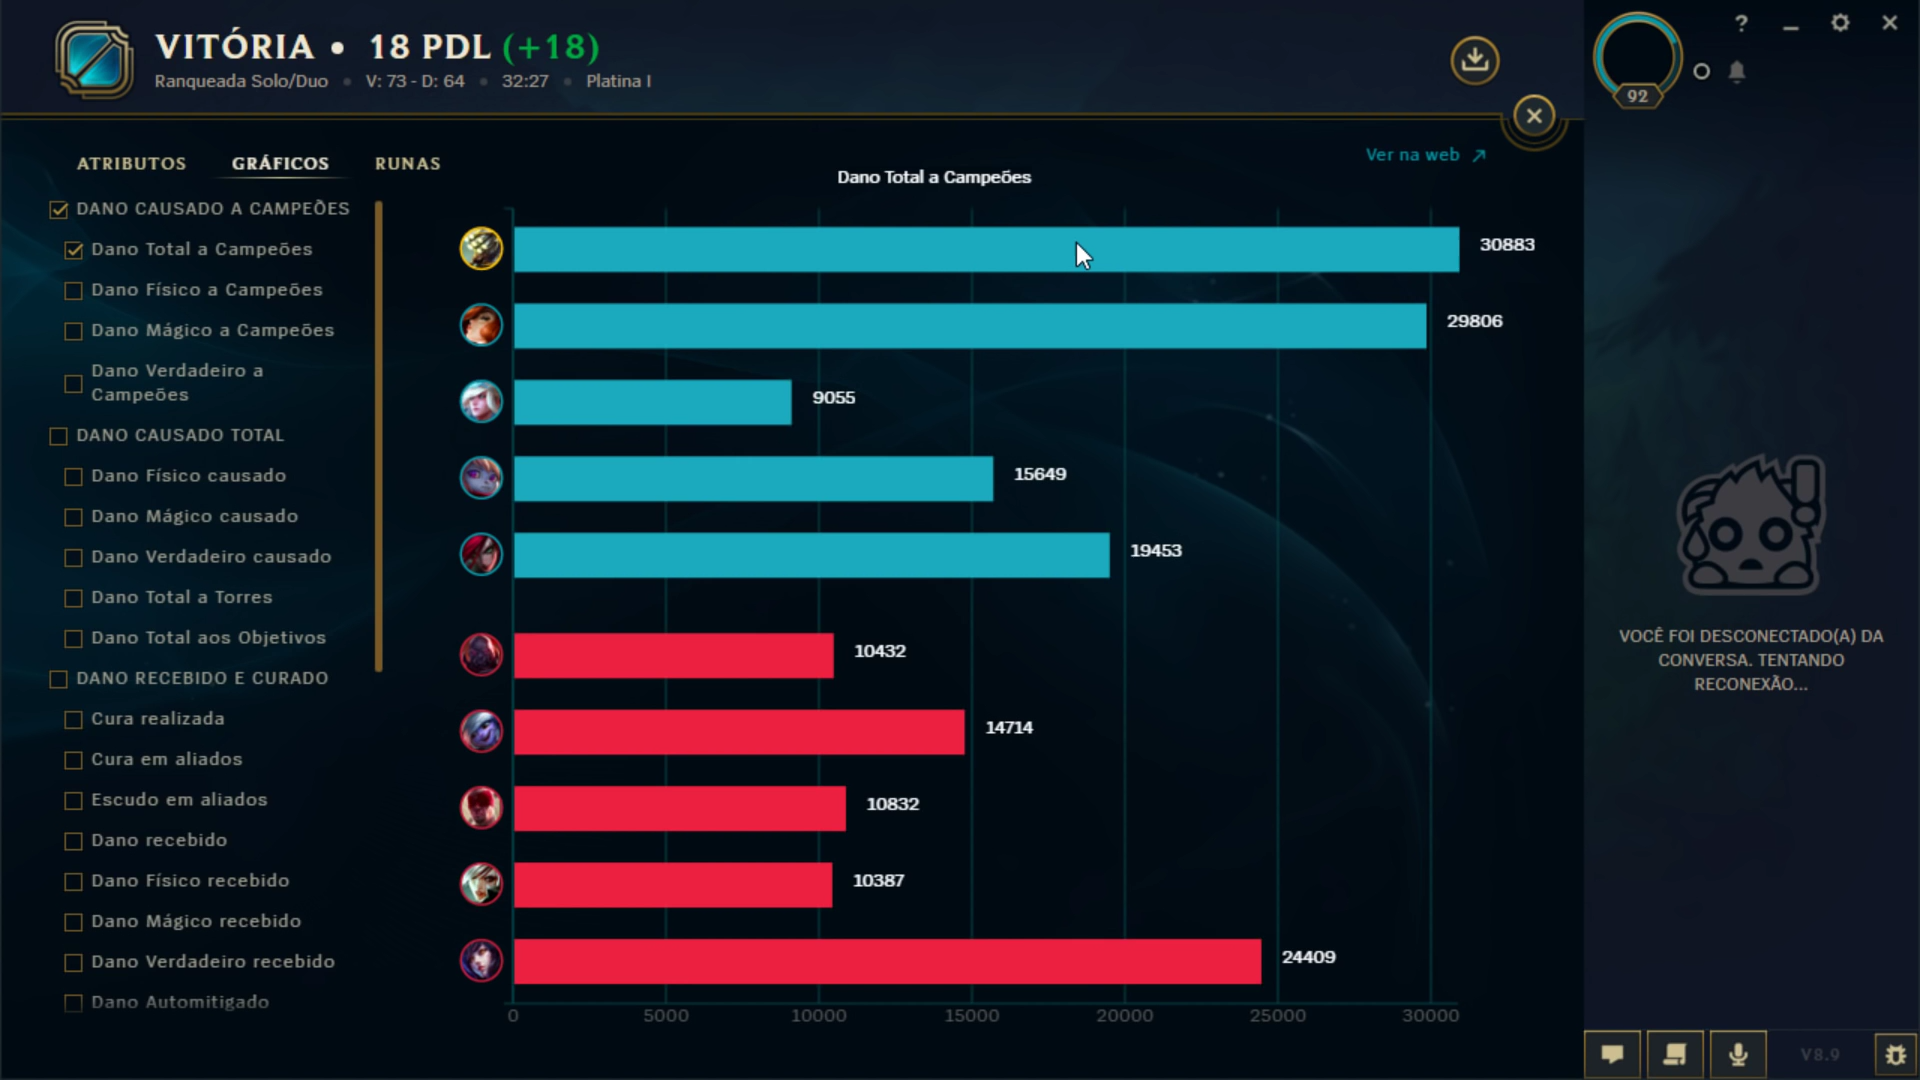 VITÓRIA • 18 PDL (+18)
Ranqueada Solo/Duo • V: 73 - D: 64 • 32:27 • Platina I
ATRIBUTOS GRÁFICOS RUNAS
Ver na web
DANO CAUSADO A CAMPEÕES
Dano Total a Campeões
Dano Físico a Campeões
Dano Mágico a Campeões
Dano Verdadeiro a
Campeões
DANO CAUSADO TOTAL
Dano Físico causado
Dano Mágico causado
Dano Verdadeiro causado
Dano Total a Torres
Dano Total aos Objetivos
DANO RECEBIDO E CURADO
Cura realizada
Cura em aliados
Escudo em aliados
Dano recebido
Dano Físico recebido
Dano Mágico recebido
Dano Verdadeiro recebido
Dano Automitigado
Dano Total a Campeões
30883
29806
9055
15649
19453
10432
14714
10832
10387
24409
0 5000 10000 15000 20000 25000 30000
?
92
VOCÊ FOI DESCONECTADO(A) DA
CONVERSA. TENTANDO
RECONEXÃO...
V8.9